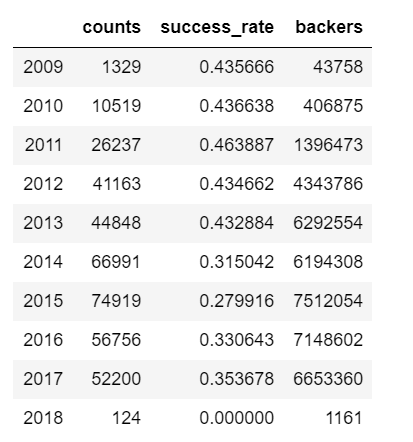 counts success_rate backers
2009 1329 0.435666 43758
2010 10519 0.436638 406875
2011 26237 0.463887 1396473
2012 41163 0.434662 4343786
2013 44848 0.432884 6292554
2014 66991 0.315042 6194308
2015 74919 0.279916 7512054
2016 56756 0.330643 7148602
2017 52200 0.353678 6653360
2018 124 0.000000 1161